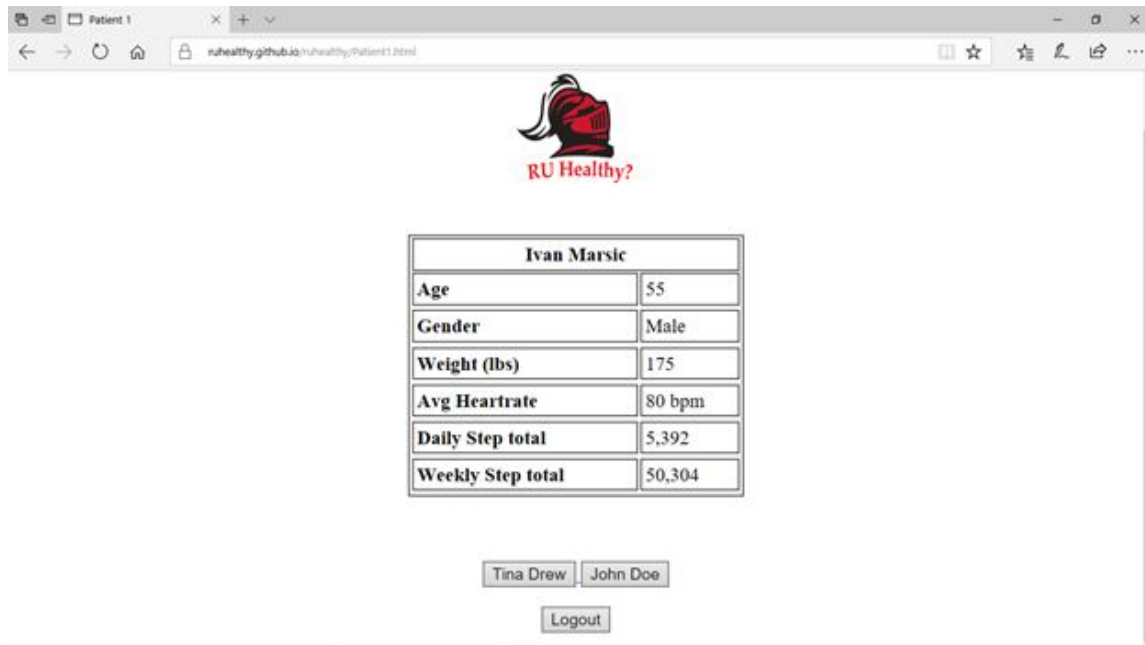 Patient 1
ruhealthy.github.io/ruhealthy/Patient1.html
RU Healthy?
Ivan Marsic
Age 55
Gender Male
Weight (lbs) 175
Avg Heartrate 80 bpm
Daily Step total 5,392
Weekly Step total 50,304
Tina Drew John Doe
Logout